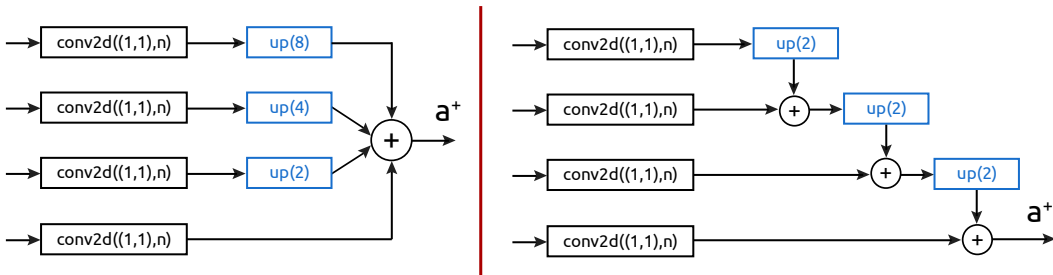 conv2d((1,1),n) up(8)
conv2d((1,1),n) up(4)
a+
+
conv2d((1,1),n) up(2)
conv2d((1,1),n)
conv2d((1,1),n) up(2)
conv2d((1,1),n) + up(2)
conv2d((1,1),n) + up(2)
a+
conv2d((1,1),n) +